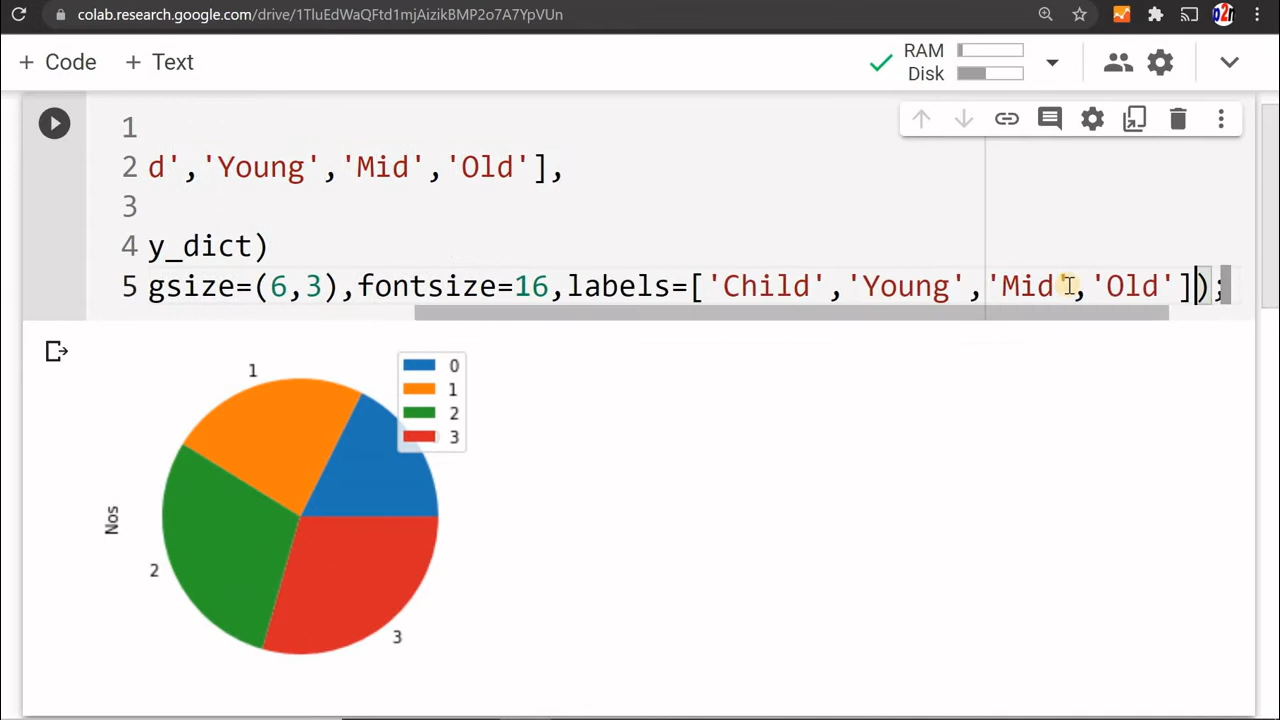 colab.research.google.com/drive/1TluEdWaQFtd1mjAizikBMP2o7A7YpVUn
+ Code + Text RAM
Disk
1
2 d','Young','Mid','Old'],
3
4 y_dict)
5 gsize=(6,3),fontsize=16,labels=['Child','Young','Mid','Old']);
0
1
2
3
1
Nos
2
3